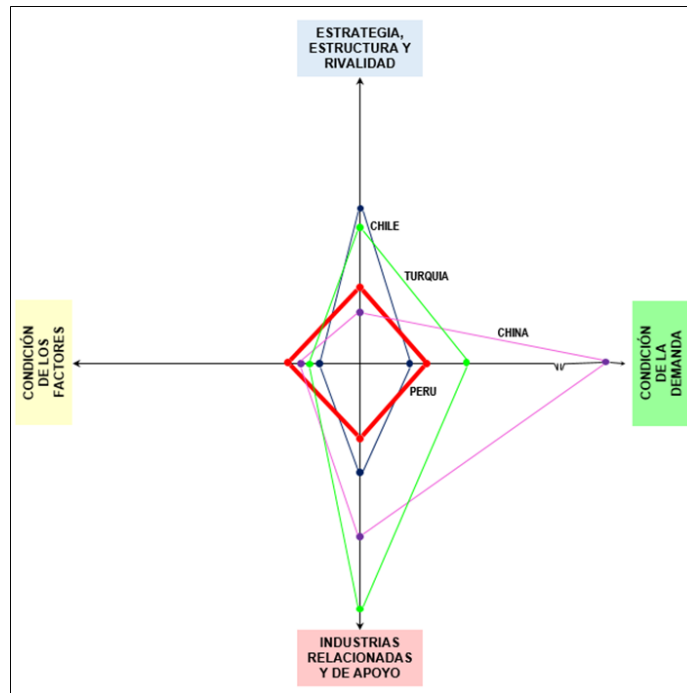 ESTRATEGIA,
ESTRUCTURA Y
RIVALIDAD
CHILE
TURQUIA
CHINA
CONDICIÓN
DE LOS
FACTORES
CONDICIÓN
DE LA
DEMANDA
PERU
INDUSTRIAS
RELACIONADAS
Y DE APOYO